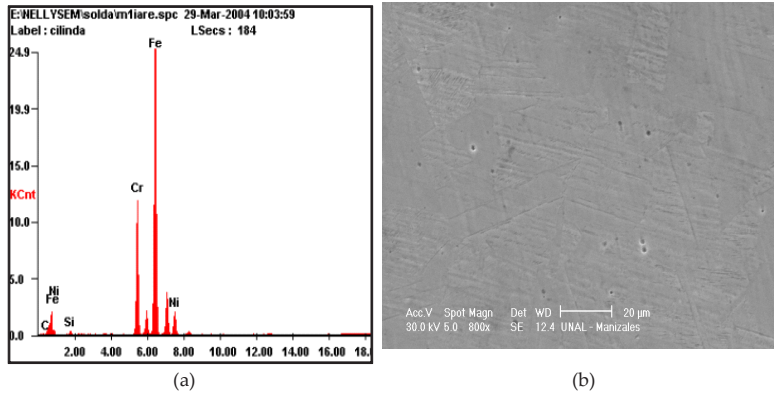 E:\NELLYSEM\solda\m1iare.spc 29-Mar-2004 10:03:59
Label : cilinda LSecs : 184
Fe
24.9
19.9
15.0
KCnt
Cr
10.0
5.0
Ni
Fe
Ni
C
Si
0.0
2.00 4.00 6.00 8.00 10.00 12.00 14.00 16.00 18.
Acc.V Spot Magn Det WD 20 µm
30.0 kV 5.0 800x SE 12.4 UNAL - Manizales
(a) (b)